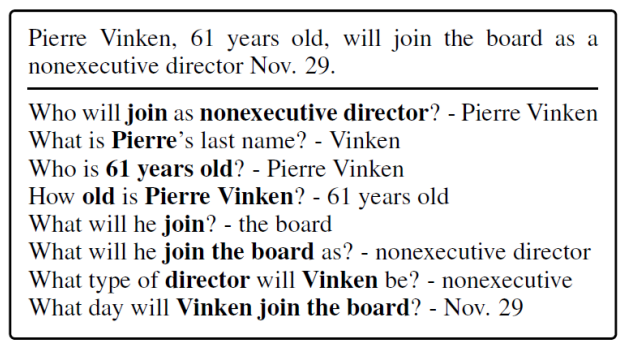 Pierre Vinken, 61 years old, will join the board as a
nonexecutive director Nov. 29.
Who will join as nonexecutive director? - Pierre Vinken
What is Pierre's last name? - Vinken
Who is 61 years old? - Pierre Vinken
How old is Pierre Vinken? - 61 years old
What will he join? - the board
What will he join the board as? - nonexecutive director
What type of director will Vinken be? - nonexecutive
What day will Vinken join the board? - Nov. 29